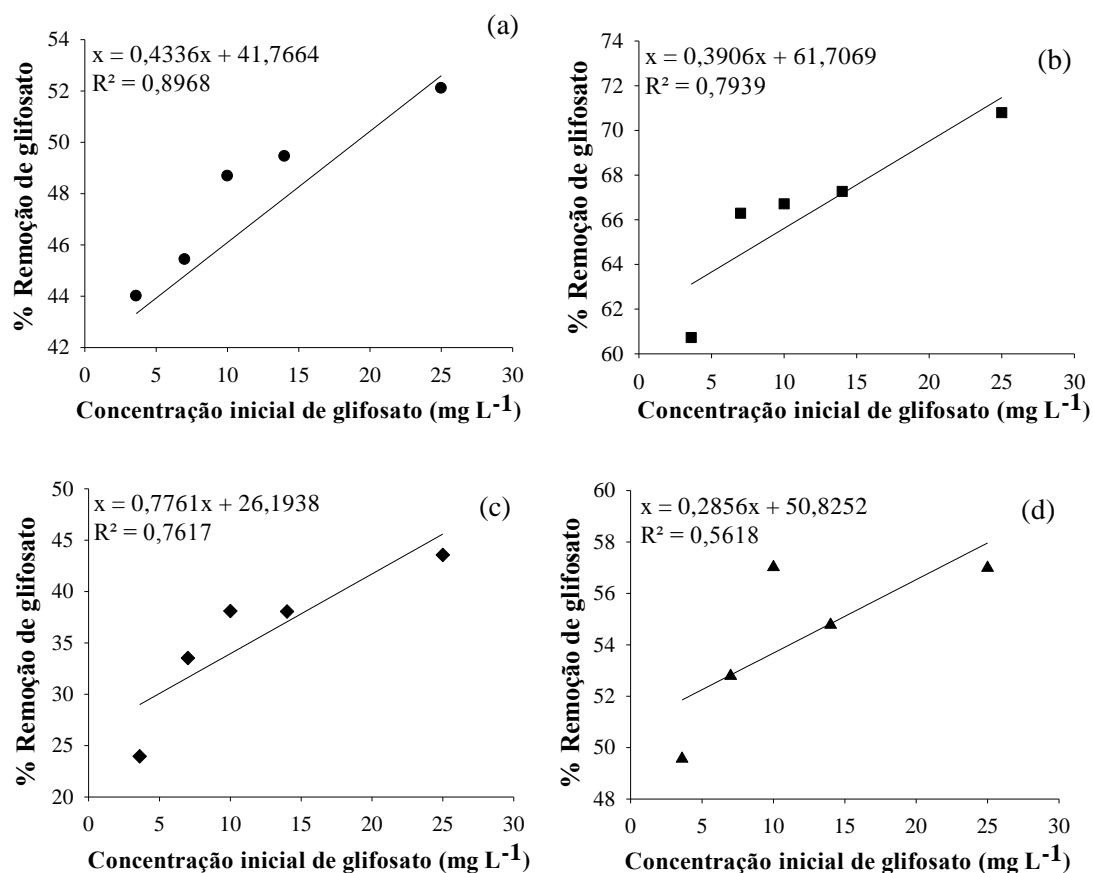 (a)
x = 0,4336x + 41,7664
R² = 0,8968
% Remoção de glifosato
54
52
50
48
46
44
42
0 5 10 15 20 25 30
Concentração inicial de glifosato (mg L-1)
(b)
x = 0,3906x + 61,7069
R² = 0,7939
% Remoção de glifosato
74
72
70
68
66
64
62
60
0 5 10 15 20 25 30
Concentração inicial de glifosato (mg L-1)
(c)
x = 0,7761x + 26,1938
R² = 0,7617
% Remoção de glifosato
50
45
40
35
30
25
20
0 5 10 15 20 25 30
Concentração inicial de glifosato (mg L-1)
(d)
x = 0,2856x + 50,8252
R² = 0,5618
% Remoção de glifosato
60
58
56
54
52
50
48
0 5 10 15 20 25 30
Concentração inicial de glifosato (mg L-1)